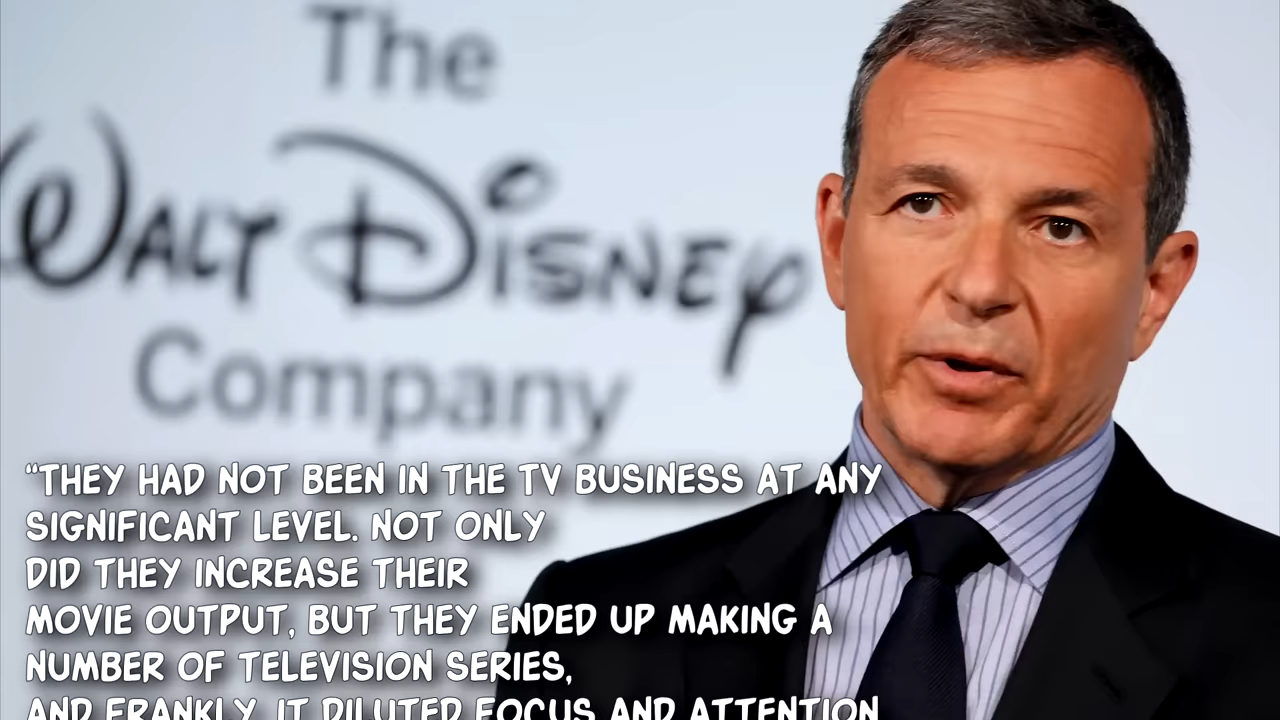 The
WALT DISNEY
Company
“THEY HAD NOT BEEN IN THE TV BUSINESS AT ANY
SIGNIFICANT LEVEL. NOT ONLY
DID THEY INCREASE THEIR
MOVIE OUTPUT, BUT THEY ENDED UP MAKING A
NUMBER OF TELEVISION SERIES,
AND FRANKLY, IT DILUTED FOCUS AND ATTENTION